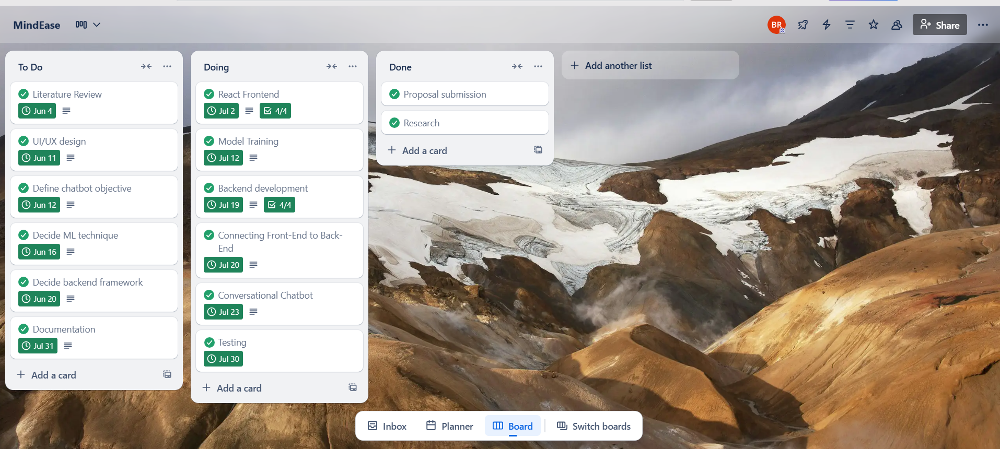 MindEase
BR
Share
To Do
Literature Review
Jun 4
UI/UX design
Jun 11
Define chatbot objective
Jun 12
Decide ML technique
Jun 16
Decide backend framework
Jun 20
Documentation
Jul 31
Add a card
Doing
React Frontend
Jul 2
4/4
Model Training
Jul 12
Backend development
Jul 19
4/4
Connecting Front-End to Back-
End
Jul 20
Conversational Chatbot
Jul 23
Testing
Jul 30
Add a card
Done
Proposal submission
Research
Add a card
Add another list
Inbox
Planner
Board
Switch boards